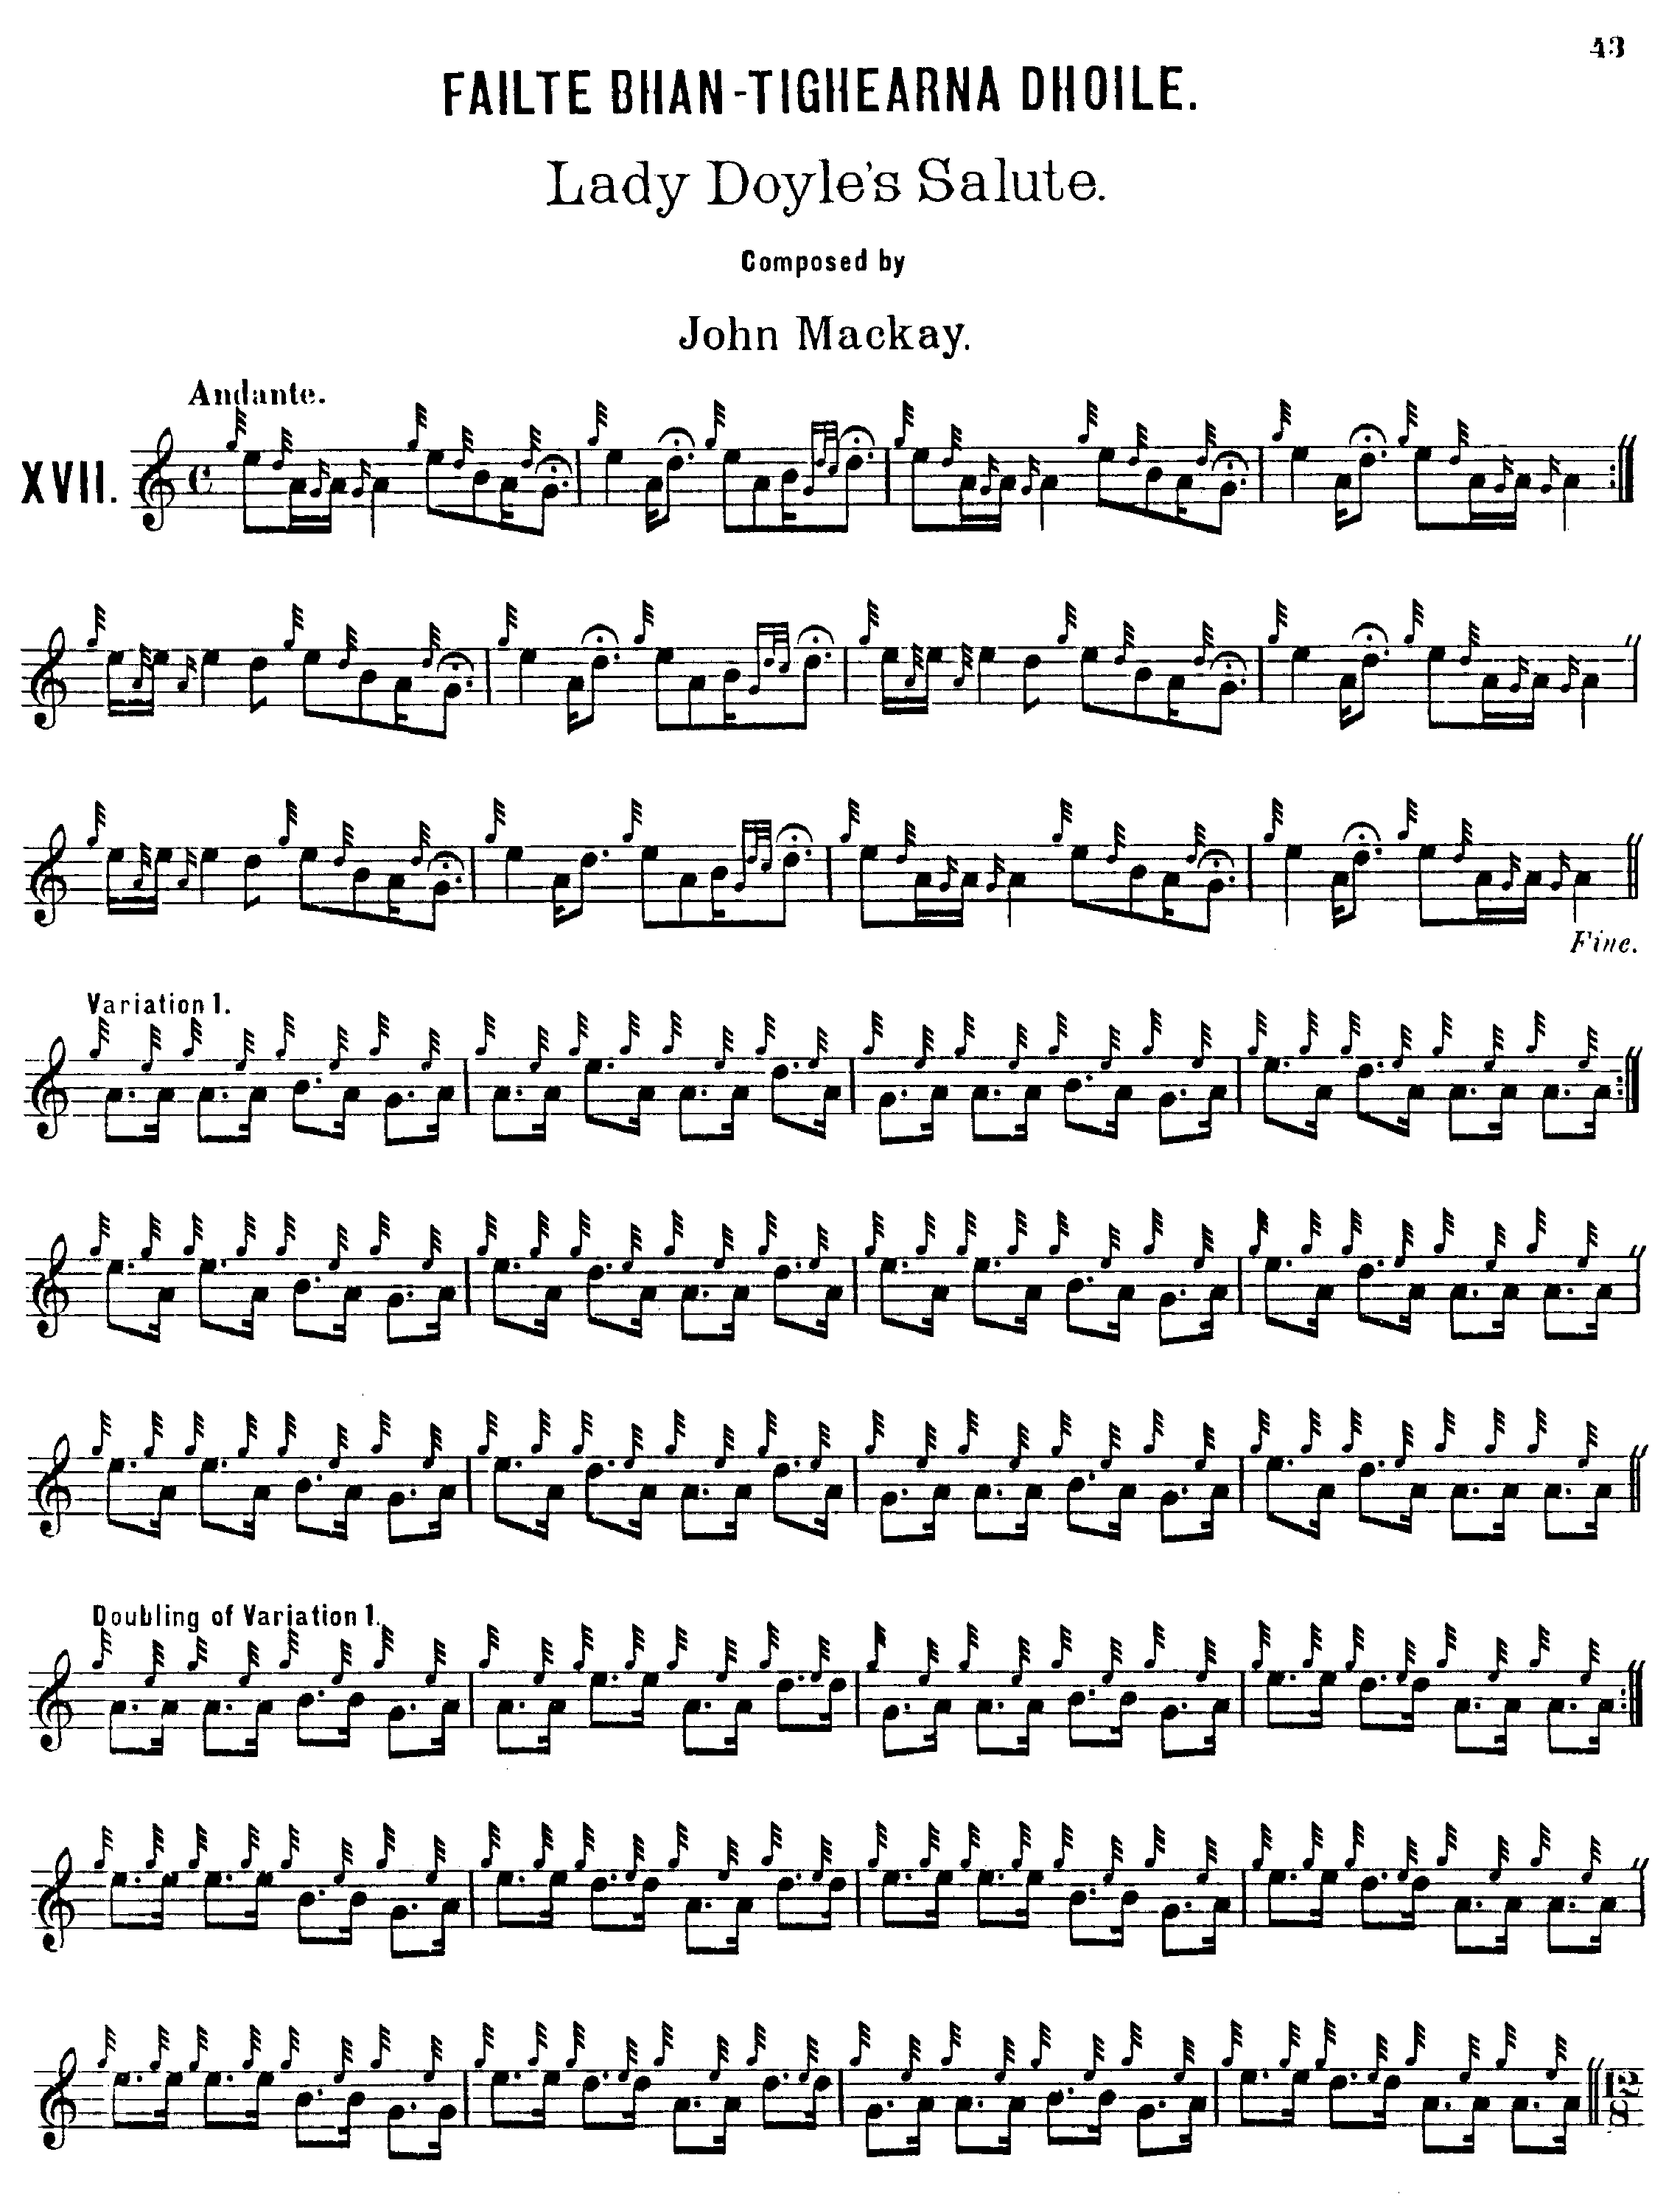 43
FAILTE BHAN-TIGHEARNA DHOILE.
Lady Doyle's Salute.
Composed by
John Mackay.
Andante.
XVII.
Fine.
Variation 1.
Doubling of Variation 1.
12
8